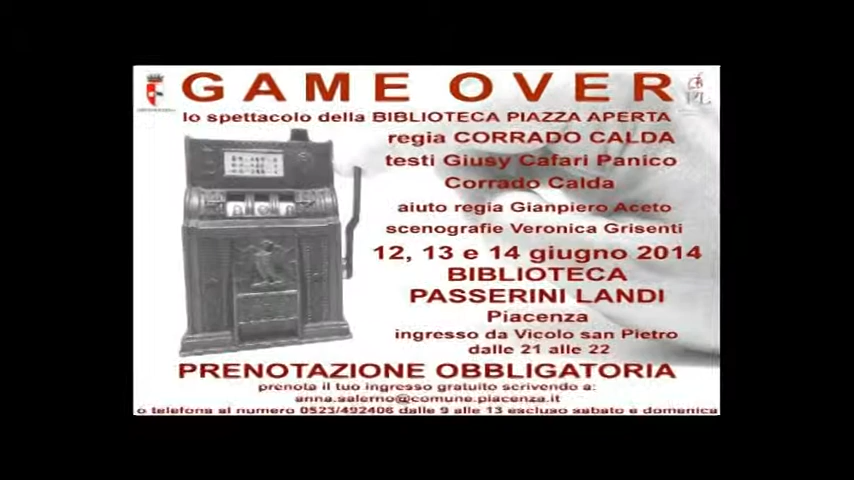 GAME OVER
lo spettacolo della BIBLIOTECA PIAZZA APERTA
regia CORRADO CALDA
testi Giusy Cafari Panico
Corrado Calda
aiuto regia Gianpiero Aceto
scenografie Veronica Grisenti
12, 13 e 14 giugno 2014
BIBLIOTECA
PASSERINI LANDI
Piacenza
ingresso da Vicolo san Pietro
dalle 21 alle 22
PRENOTAZIONE OBBLIGATORIA
prenota il tuo ingresso gratuito scrivendo a:
anna.salerno@comune.piacenza.it
o telefona al numero 0523/492406 dalle 9 alle 13 escluso sabato e domenica